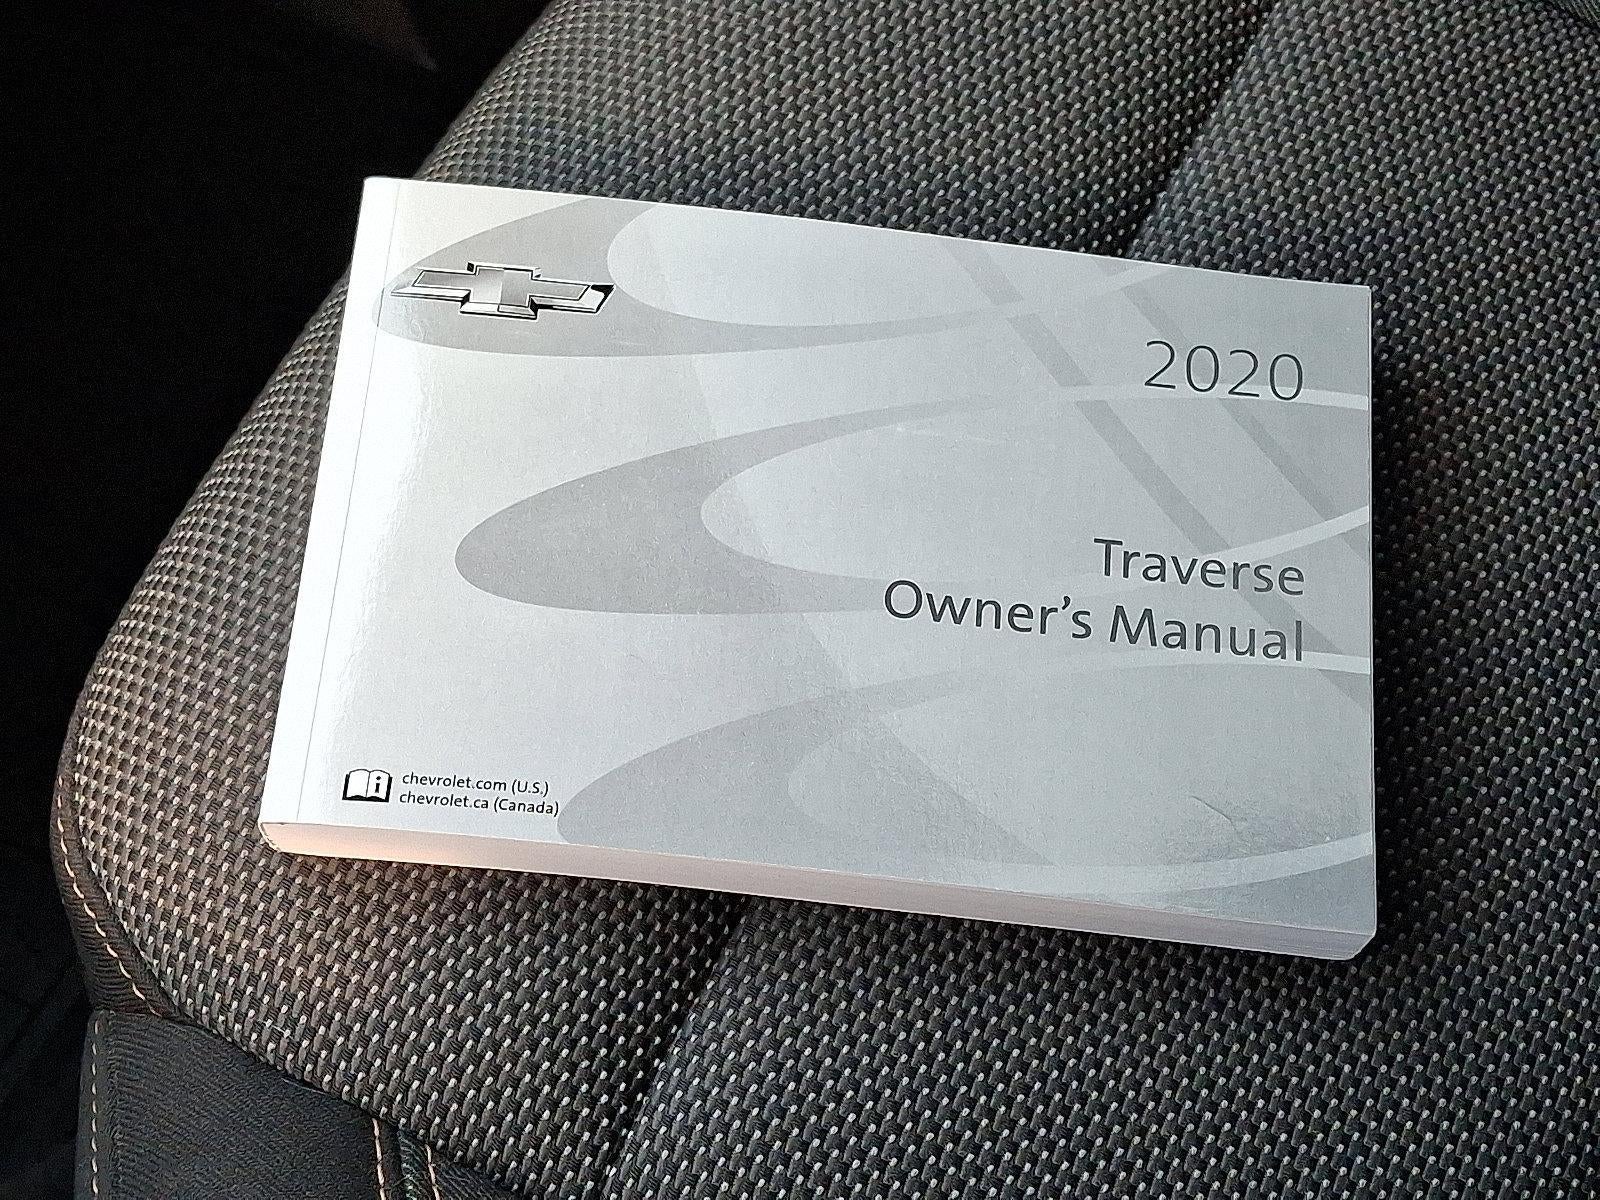 2020
Traverse
Owner's Manual
chevrolet.com (U.S.)
chevrolet.ca (Canada)